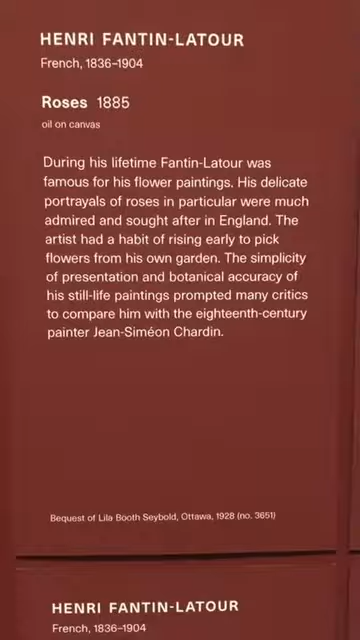 HENRI FANTIN-LATOUR
French, 1836–1904
Roses 1885
oil on canvas
During his lifetime Fantin-Latour was
famous for his flower paintings. His delicate
portrayals of roses in particular were much
admired and sought after in England. The
artist had a habit of rising early to pick
flowers from his own garden. The simplicity
of presentation and botanical accuracy of
his still-life paintings prompted many critics
to compare him with the eighteenth-century
painter Jean-Siméon Chardin.
Bequest of Lila Booth Seybold, Ottawa, 1928 (no. 3651)
HENRI FANTIN-LATOUR
French, 1836–1904